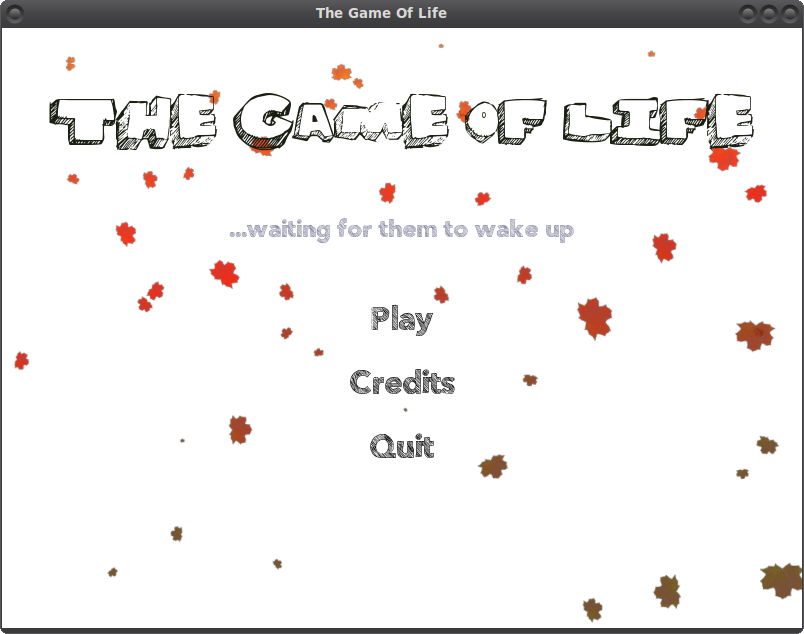 The Game Of Life
The Game of Life
...waiting for them to wake up
Play
Credits
Quit